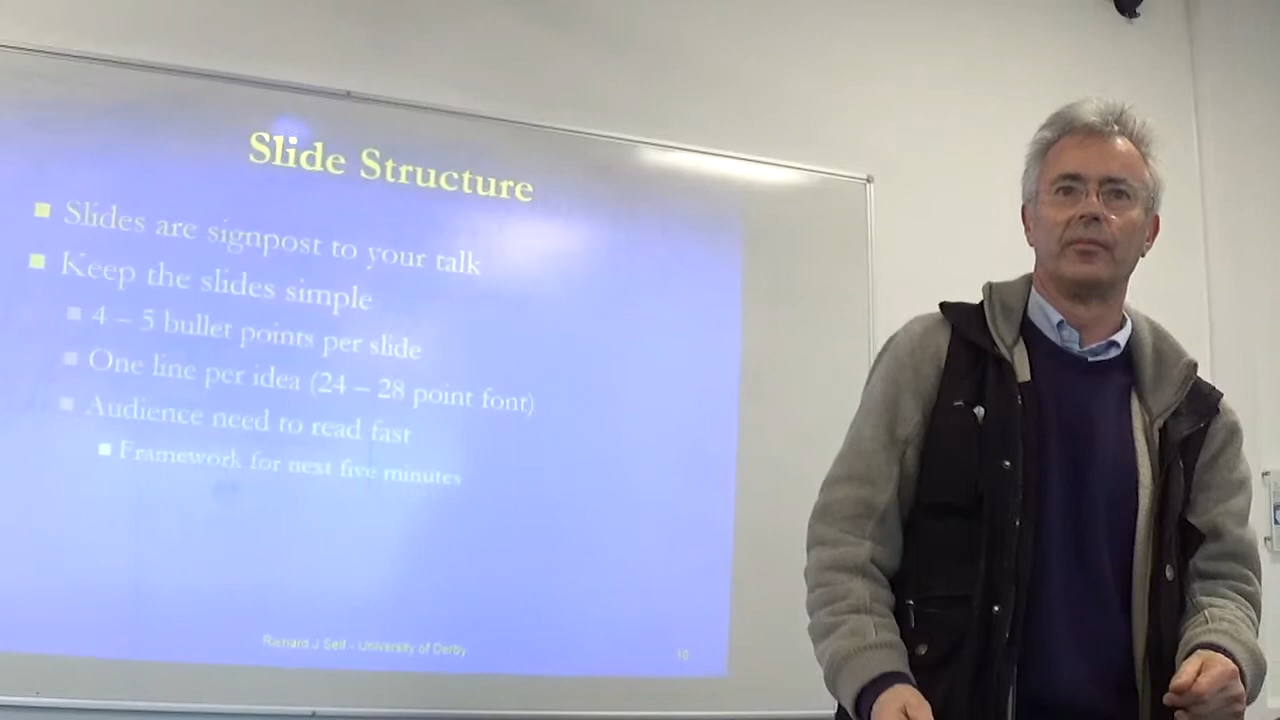 Slide Structure
Slides are signpost to your talk
Keep the slides simple
4 – 5 bullet points per slide
One line per idea (24 – 28 point font)
Audience need to read fast
Framework for next five minutes
Richard J Self - University of Derby
10